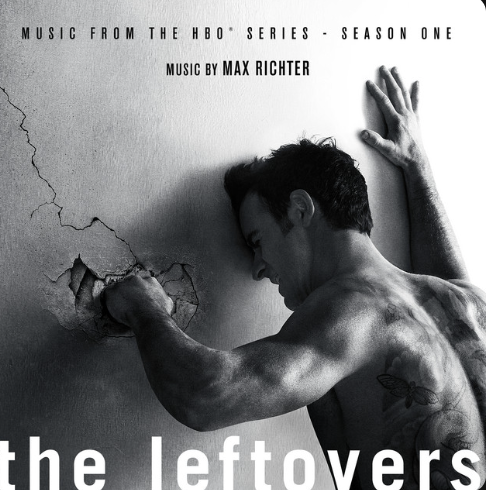 MUSIC FROM THE HBO® SERIES - SEASON ONE
MUSIC BY MAX RICHTER
the leftovers